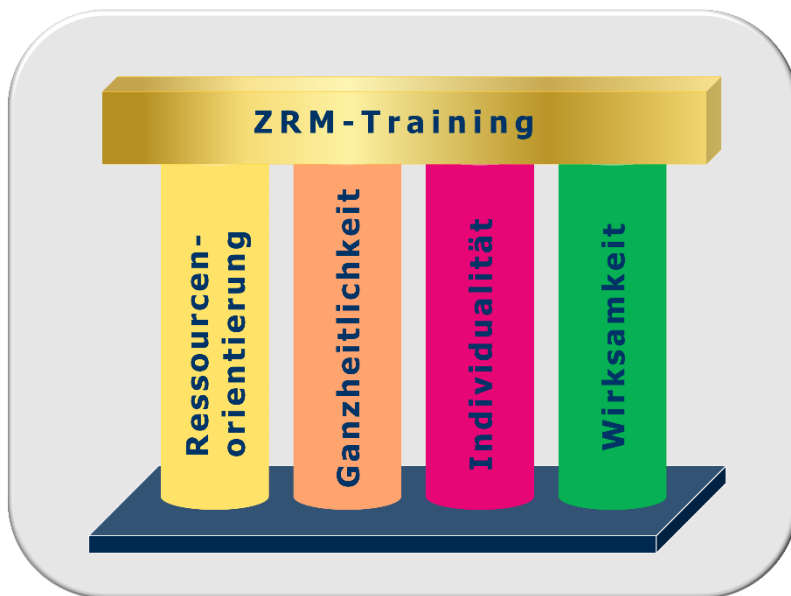 ZRM-Training
Ressourcen-
orientierung
Ganzheitlichkeit
Individualität
Wirksamkeit